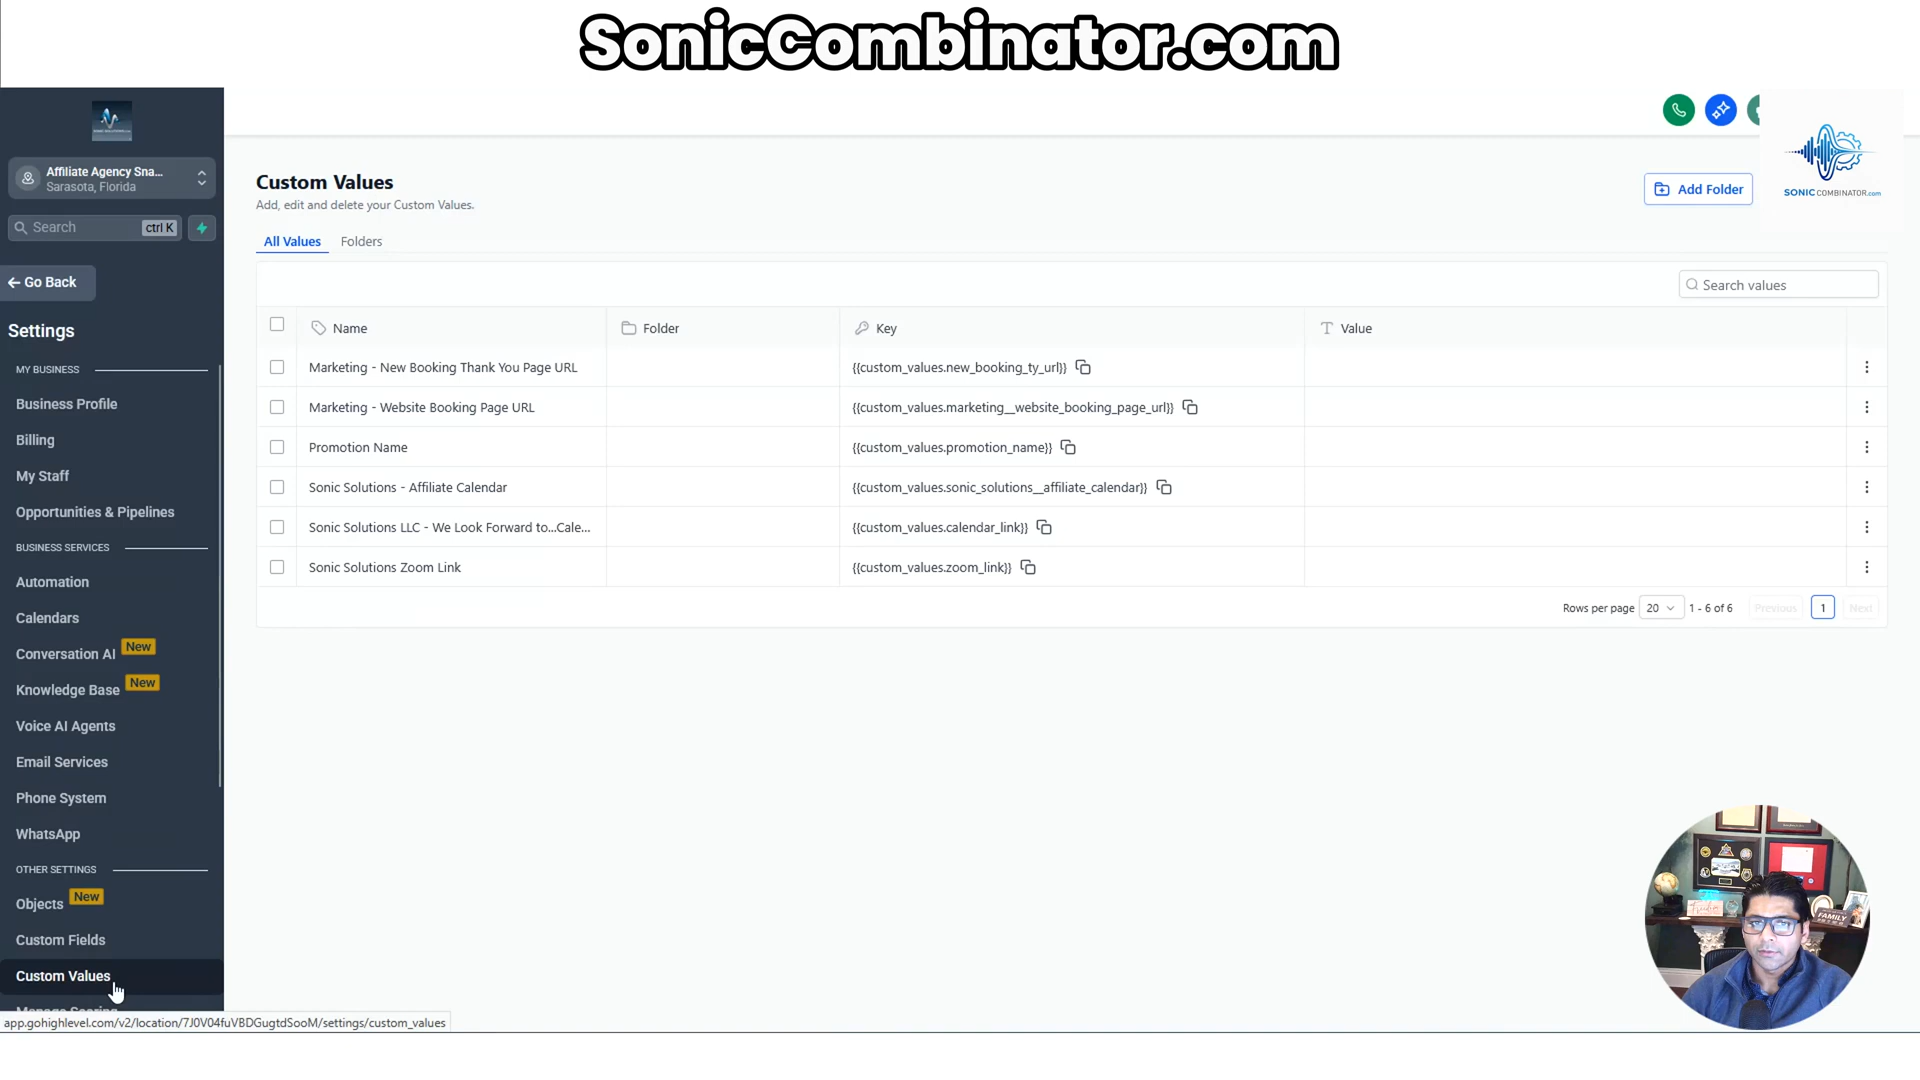 SonicCombinator.com
Affiliate Agency Sna...
Sarasota, Florida
Search
ctrl K
Go Back
Settings
MY BUSINESS
Business Profile
Billing
My Staff
Opportunities & Pipelines
BUSINESS SERVICES
Automation
Calendars
Conversation AI New
Knowledge Base New
Voice AI Agents
Email Services
Phone System
WhatsApp
OTHER SETTINGS
Objects New
Custom Fields
Custom Values
app.gohighlevel.com/v2/location/7J0V04fuVBDGugtdSooM/settings/custom_values
Custom Values
Add, edit and delete your Custom Values.
Add Folder
SONICCOMBINATOR.com
All Values Folders
Search values
Name Folder Key Value
Marketing - New Booking Thank You Page URL {{custom_values.new_booking_ty_url}}
Marketing - Website Booking Page URL {{custom_values.marketing__website_booking_page_url}}
Promotion Name {{custom_values.promotion_name}}
Sonic Solutions - Affiliate Calendar {{custom_values.sonic_solutions__affiliate_calendar}}
Sonic Solutions LLC - We Look Forward to...Cale... {{custom_values.calendar_link}}
Sonic Solutions Zoom Link {{custom_values.zoom_link}}
Rows per page 20 1 - 6 of 6 Previous 1 Next
FAMILY